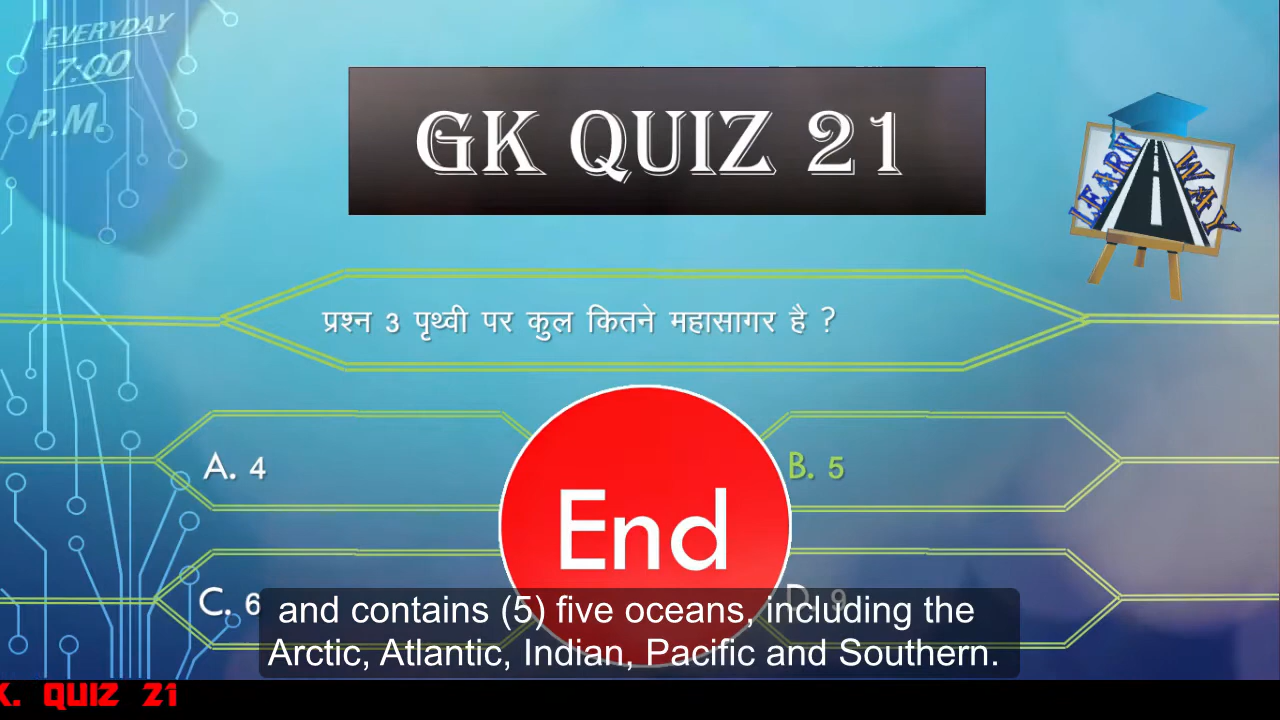 EVERYDAY
7:00
P.M.
GK QUIZ 21
LEARN WAY
प्रश्न 3 पृथ्वी पर कुल कितने महासागर है ?
A. 4
B. 5
End
C. 6
D. 9
and contains (5) five oceans, including the
Arctic, Atlantic, Indian, Pacific and Southern.
K. QUIZ 21